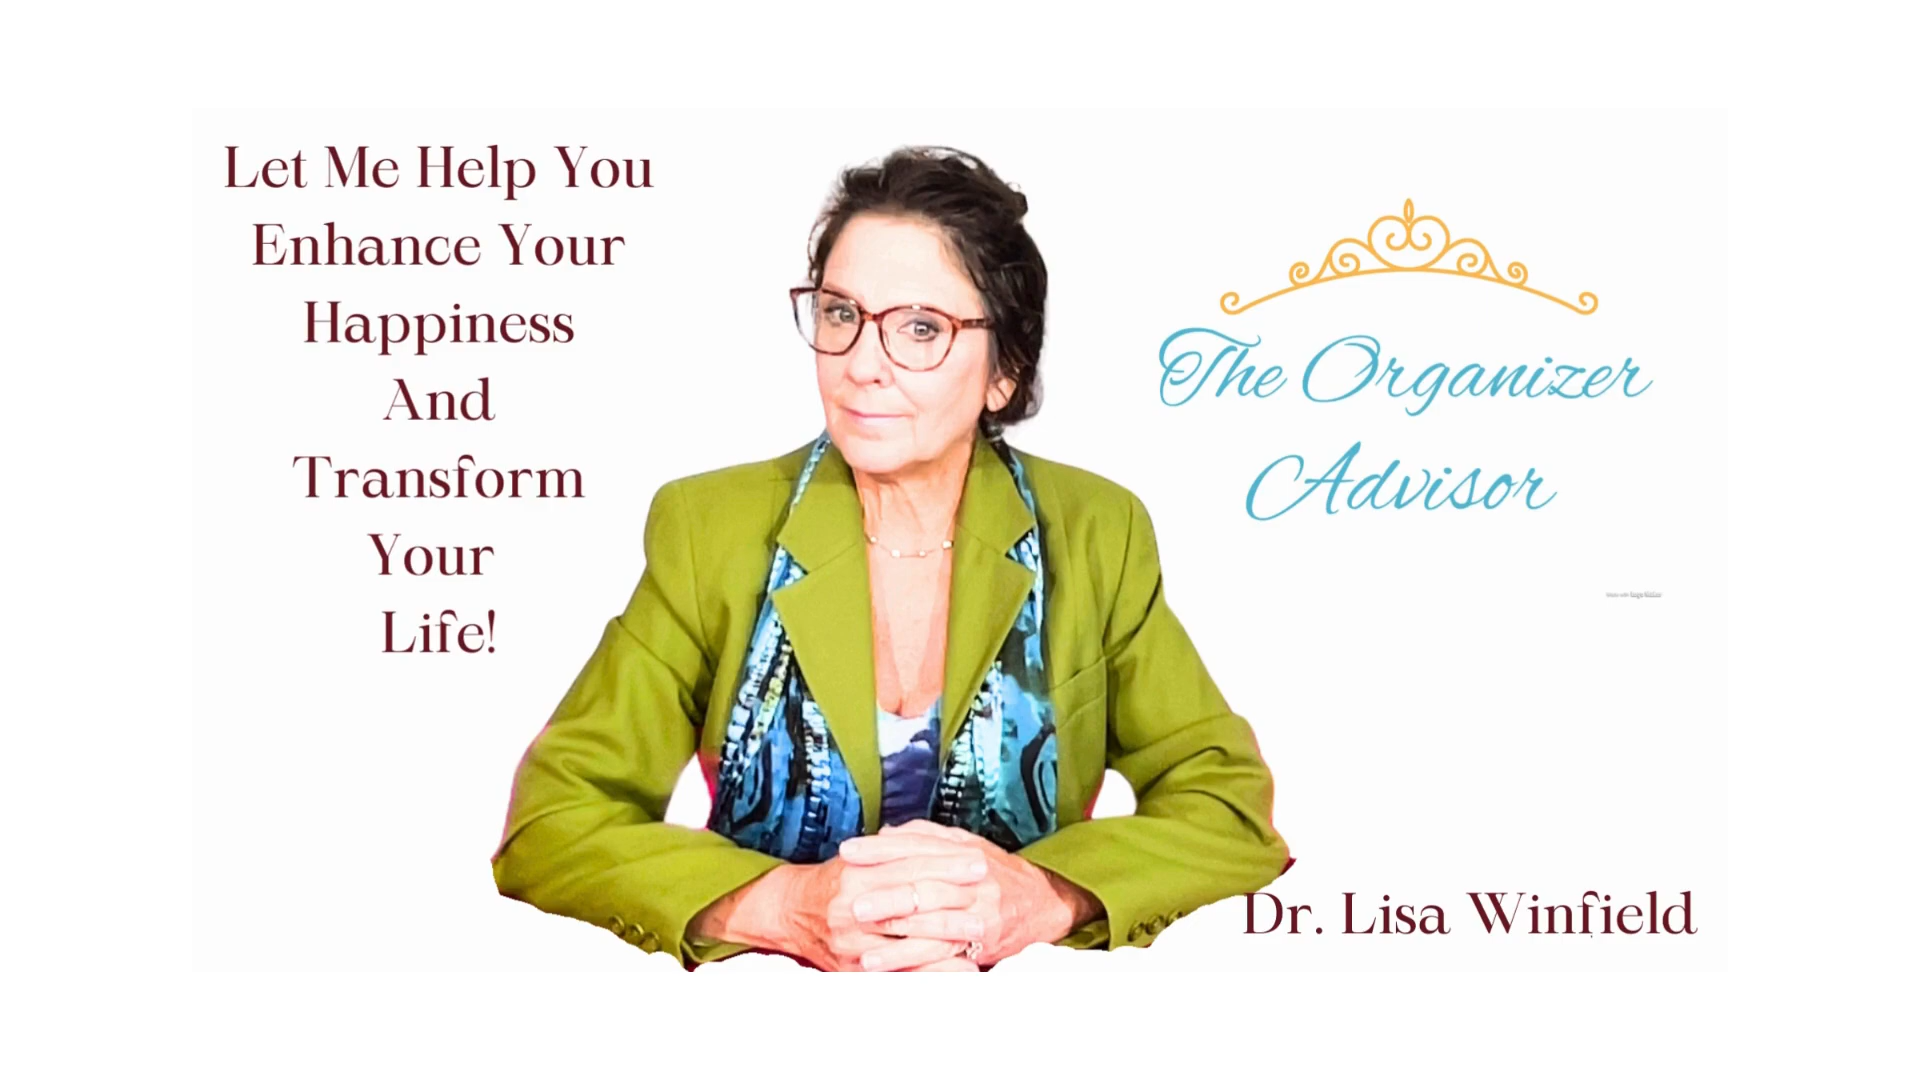 Let Me Help You
Enhance Your
Happiness
And
Transform
Your
Life!
The Organizer
Advisor
Dr. Lisa Winfield